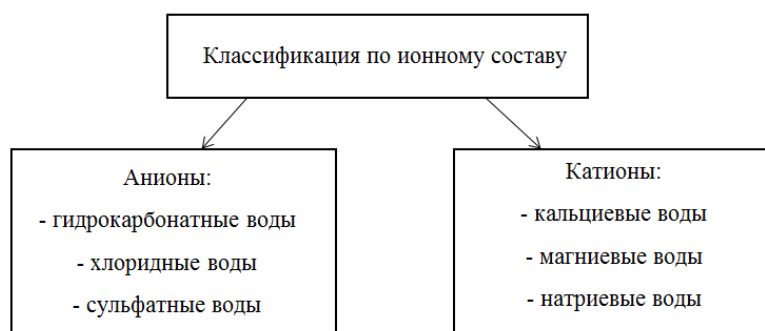 Классификация по ионному составу
Анионы:
- гидрокарбонатные воды
- хлоридные воды
- сульфатные воды
Катионы:
- кальциевые воды
- магниевые воды
- натриевые воды